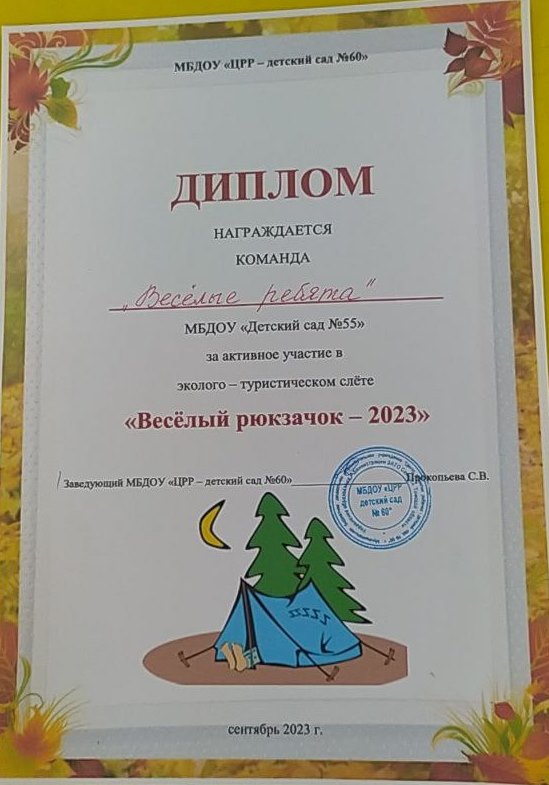 МБДОУ «ЦРР – детский сад №60»
ДИПЛОМ
НАГРАЖДАЕТСЯ
КОМАНДА
„Весёлые ребята"
МБДОУ «Детский сад №55»
за активное участие в
эколого – туристическом слёте
«Весёлый рюкзачок – 2023»
Заведующий МБДОУ «ЦРР – детский сад №60» Прокопьева С.В.
МБДОУ «ЦРР
детский сад
№ 60"
сентябрь 2023 г.